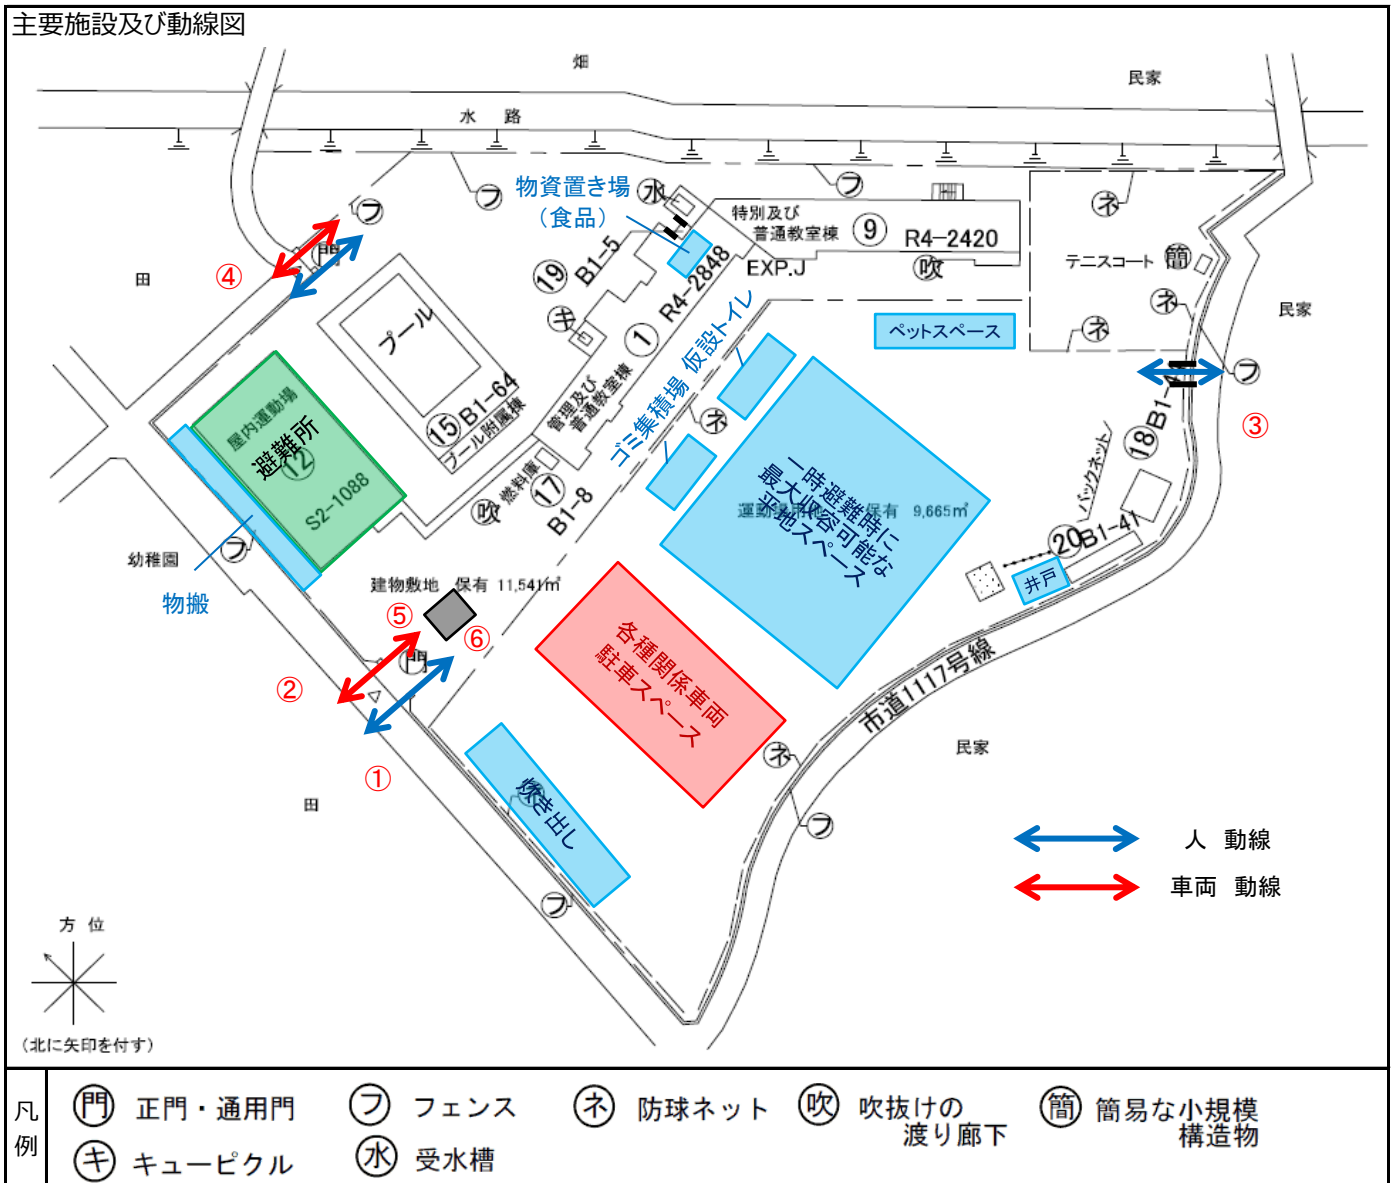 主要施設及び動線図
畑
民家
水 路
物資置き場
（食品）
水
フ
フ
フ
ネ
特別及び
普通教室棟
⑨ R4-2420
EXP.J
吹
テニスコート
簡
ネ
ネ
民家
フ
門
④
田
⑲ B1-5
キ
① R4-2848
管理及び
普通教室棟
プール
⑮ B1-64
プール附属棟
ゴミ集積場 仮設トイレ
ネ
ペットスペース
③
⑱ B1-41
バックネット
屋内運動場
避難所
⑫
S2-1088
燃料庫
吹
⑰
B1-8
一時避難時に
最大収容可能な
平地スペース
運動場用地 保有 9,665㎡
⑳ B1-41
井戸
フ
幼稚園
物搬
建物敷地 保有 11,541㎡
⑤
⑥
門
②
①
各種関係車両
駐車スペース
市道1117号線
民家
ネ
フ
田
炊き出し
フ
人 動線
車両 動線
方 位
（北に矢印を付す）
凡例
門 正門・通用門
フ フェンス
ネ 防球ネット
吹 吹抜けの
渡り廊下
簡 簡易な小規模
構造物
キ キュービクル
水 受水槽